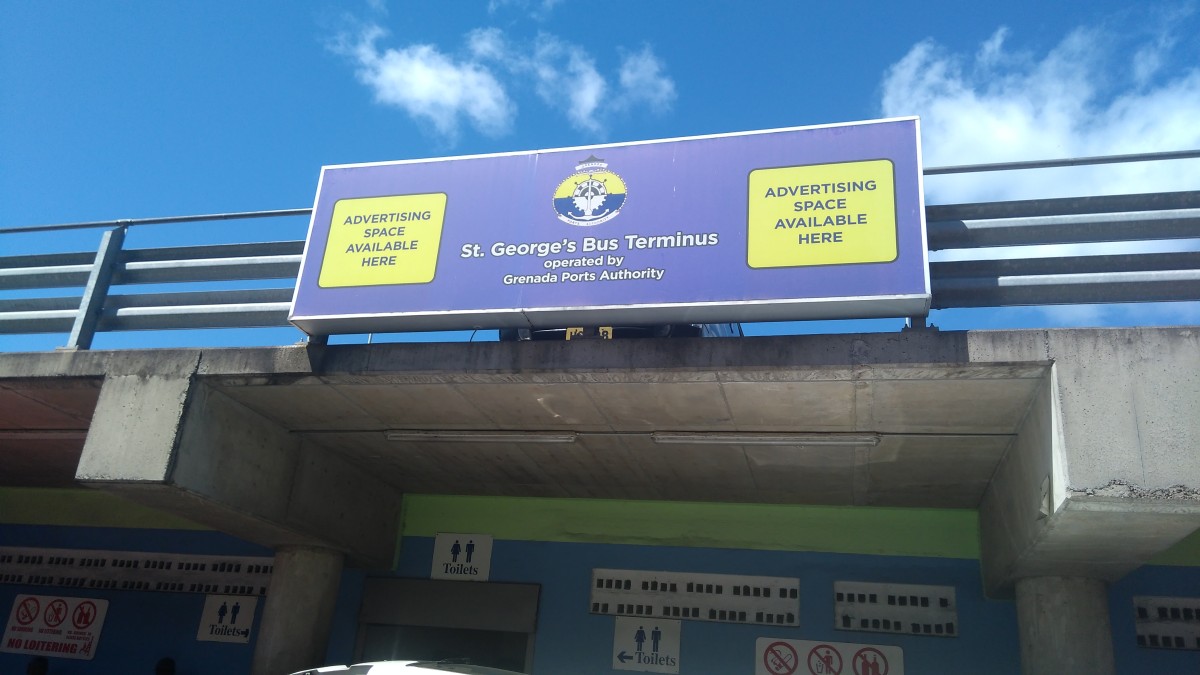 ADVERTISING
SPACE
AVAILABLE
HERE
St. George's Bus Terminus
operated by
Grenada Ports Authority
ADVERTISING
SPACE
AVAILABLE
HERE
Toilets
Toilets
Toilets
NO LOITERING